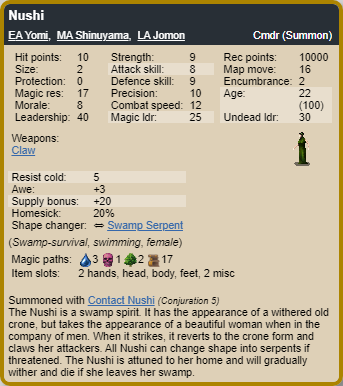 Nushi
EA Yomi, MA Shinuyama, LA Jomon Cmdr (Summon)
Hit points: 10 Strength: 9 Rec points: 10000
Size: 2 Attack skill: 8 Map move: 16
Protection: 0 Defence skill: 9 Encumbrance: 2
Magic res: 17 Precision: 10 Age: 22
Morale: 8 Combat speed: 12 (100)
Leadership: 40 Magic ldr: 25 Undead ldr: 30
Weapons:
Claw
Resist cold: 5
Awe: +3
Supply bonus: +20
Homesick: 20%
Shape changer: ⇔ Swamp Serpent
(Swamp-survival, swimming, female)
Magic paths: 3 1 2 17
Item slots: 2 hands, head, body, feet, 2 misc
Summoned with Contact Nushi (Conjuration 5)
The Nushi is a swamp spirit. It has the appearance of a withered old
crone, but takes the appearance of a beautiful woman when in the
company of men. When it strikes, it reverts to the crone form and
claws her attackers. All Nushi can change shape into serpents if
threatened. The Nushi is attuned to her home and will gradually
wither and die if she leaves her swamp.